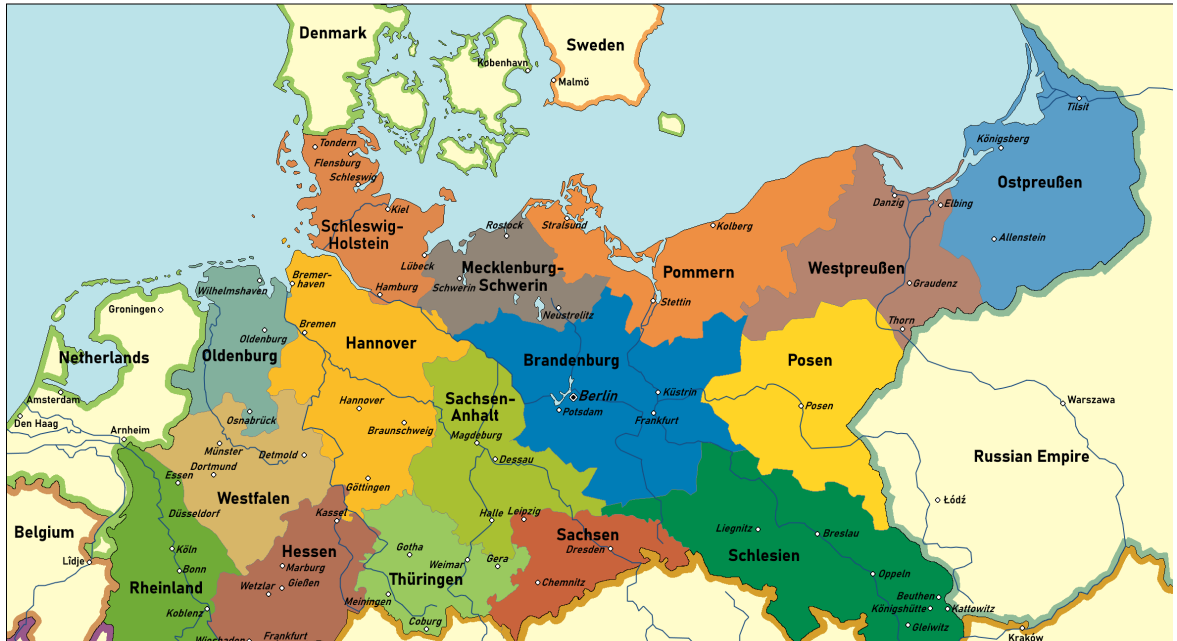 Denmark
Sweden
København
Malmö
Tilsit
Tondern
Flensburg
Schleswig
Königsberg
Ostpreußen
Kiel
Danzig
Elbing
Schleswig-
Holstein
Rostock
Stralsund
Kolberg
Allenstein
Lübeck
Mecklenburg-
Schwerin
Schwerin
Pommern
Westpreußen
Wilhelmshaven
Bremer-
haven
Hamburg
Graudenz
Groningen
Stettin
Neustrelitz
Thorn
Bremen
Oldenburg
Hannover
Netherlands
Oldenburg
Brandenburg
Posen
Amsterdam
Sachsen-
Anhalt
Berlin
Küstrin
Hannover
Potsdam
Frankfurt
Posen
Warszawa
Den Haag
Arnheim
Osnabrück
Braunschweig
Magdeburg
Münster
Detmold
Dessau
Russian Empire
Dortmund
Essen
Göttingen
Westfalen
Łódź
Düsseldorf
Kassel
Halle
Leipzig
Belgium
Sachsen
Liegnitz
Breslau
Köln
Hessen
Gotha
Dresden
Schlesien
Lîdje
Bonn
Marburg
Weimar
Gera
Oppeln
Rheinland
Wetzlar
Gießen
Thüringen
Chemnitz
Meiningen
Beuthen
Koblenz
Königshütte
Kattowitz
Coburg
Gleiwitz
Wiesbaden
Frankfurt
Kraków